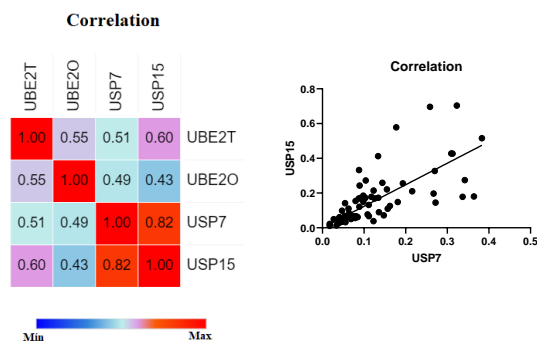 Correlation
UBE2T
UBE2O
USP7
USP15
1.00 0.55 0.51 0.60 UBE2T
0.55 1.00 0.49 0.43 UBE2O
0.51 0.49 1.00 0.82 USP7
0.60 0.43 0.82 1.00 USP15
Min Max
Correlation
USP15
0.8
0.6
0.4
0.2
0.0
0.0 0.1 0.2 0.3 0.4 0.5
USP7